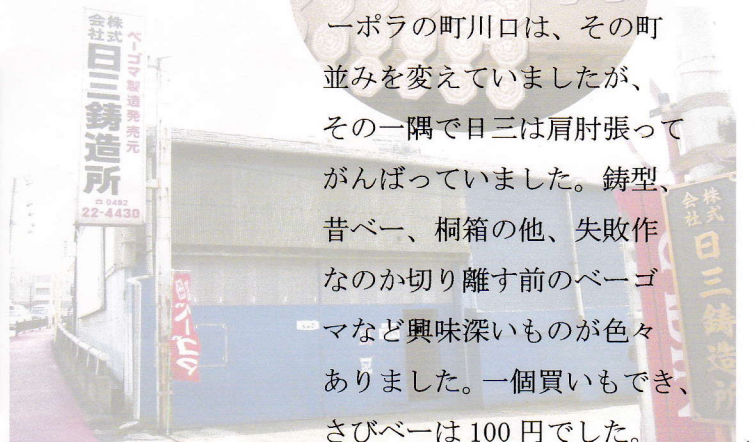 株式
会社
ベーゴマ製造発売元
日三鋳造所
☎0482
22-4430
ーポラの町川口は、その町
並みを変えていましたが、
その一隅で日三は肩肘張って
がんばっていました。鋳型、
昔ベー、桐箱の他、失敗作
なのか切り離す前のベーゴ
マなど興味深いものが色々
ありました。一個買いもでき、
さびベーは100円でした。
ベーゴマ
株式
会社
日三鋳造所